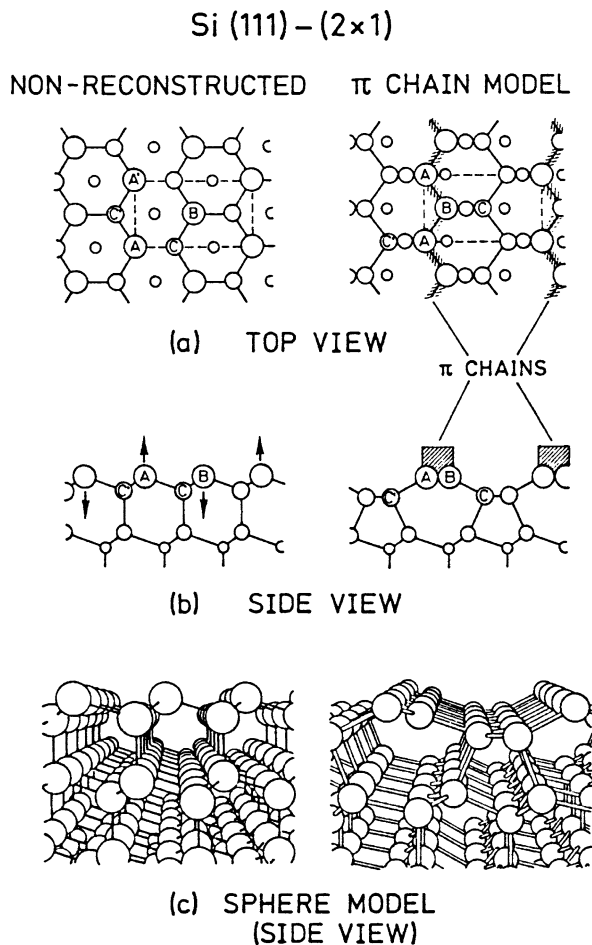 Si (111) – (2×1)
NON-RECONSTRUCTED
π CHAIN MODEL
A'
C'
B
A
C
A
B
C
C'
A
(a) TOP VIEW
π CHAINS
C'
A
C
B
A
B
C'
C
(b) SIDE VIEW
(c) SPHERE MODEL
(SIDE VIEW)